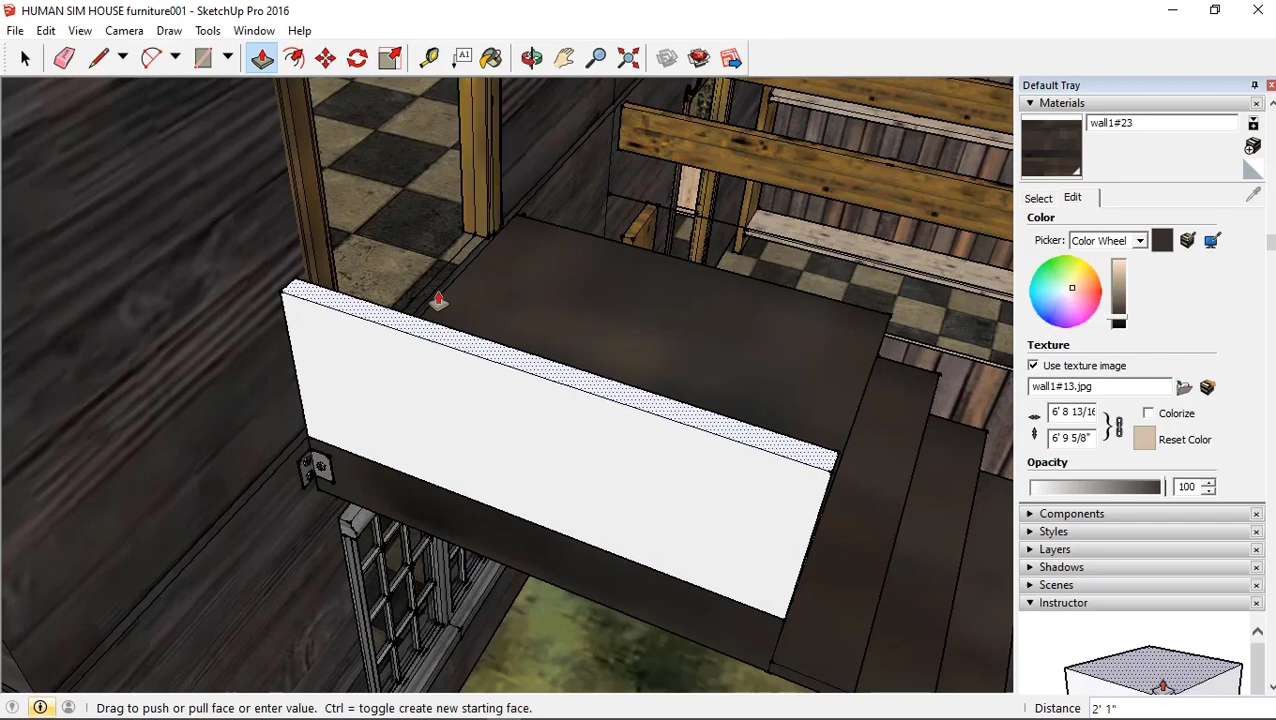 HUMAN SIM HOUSE furniture001 - SketchUp Pro 2016
File Edit View Camera Draw Tools Window Help
A1
Default Tray
Materials
wall1#23
Select Edit
Color
Picker: Color Wheel
Texture
Use texture image
wall1#13.jpg
6' 8 13/16
Colorize
6' 9 5/8"
Reset Color
Opacity
100
Components
Styles
Layers
Shadows
Scenes
Instructor
Drag to push or pull face or enter value. Ctrl = toggle create new starting face.
Distance 2' 1"